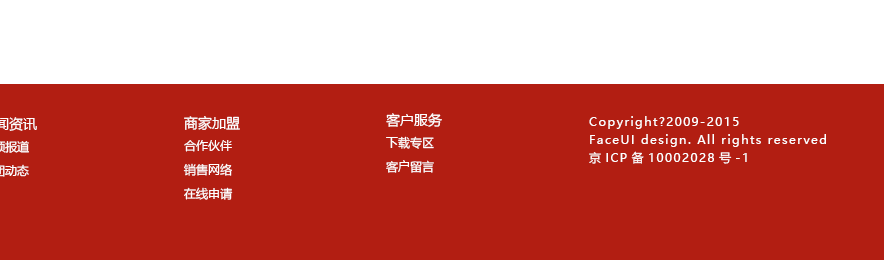 闻资讯
频报道
团动态
商家加盟
合作伙伴
销售网络
在线申请
客户服务
下载专区
客户留言
Copyright?2009-2015
FaceUI design. All rights reserved
京 ICP 备 10002028 号 -1